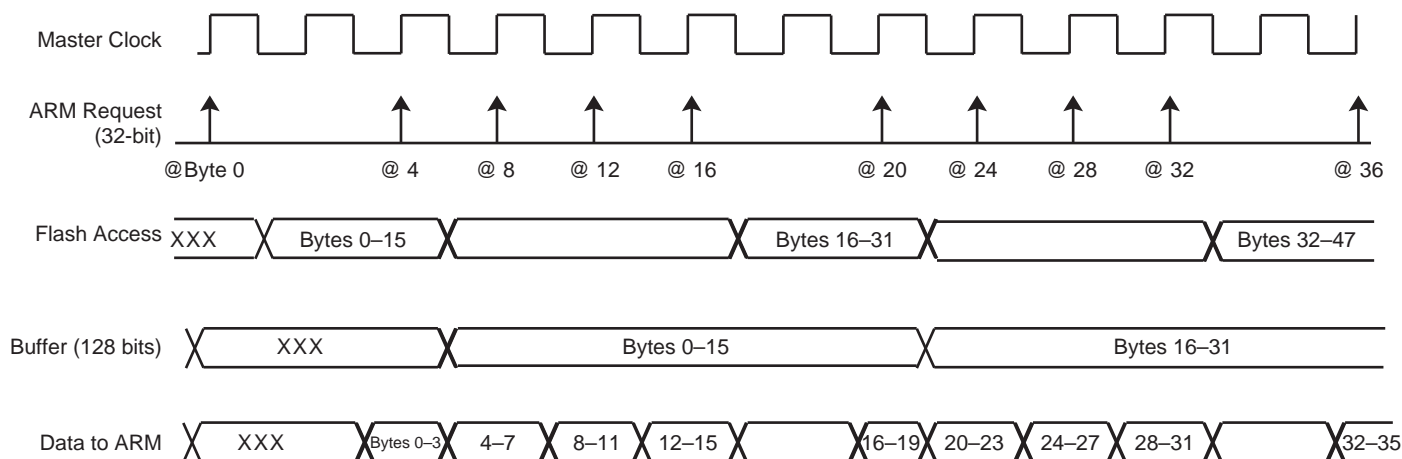 Master Clock
ARM Request
(32-bit)
@Byte 0 @ 4 @ 8 @ 12 @ 16 @ 20 @ 24 @ 28 @ 32 @ 36
Flash Access XXX Bytes 0–15 Bytes 16–31 Bytes 32–47
Buffer (128 bits) XXX Bytes 0–15 Bytes 16–31
Data to ARM XXX Bytes 0–3 4–7 8–11 12–15 16–19 20–23 24–27 28–31 32–35